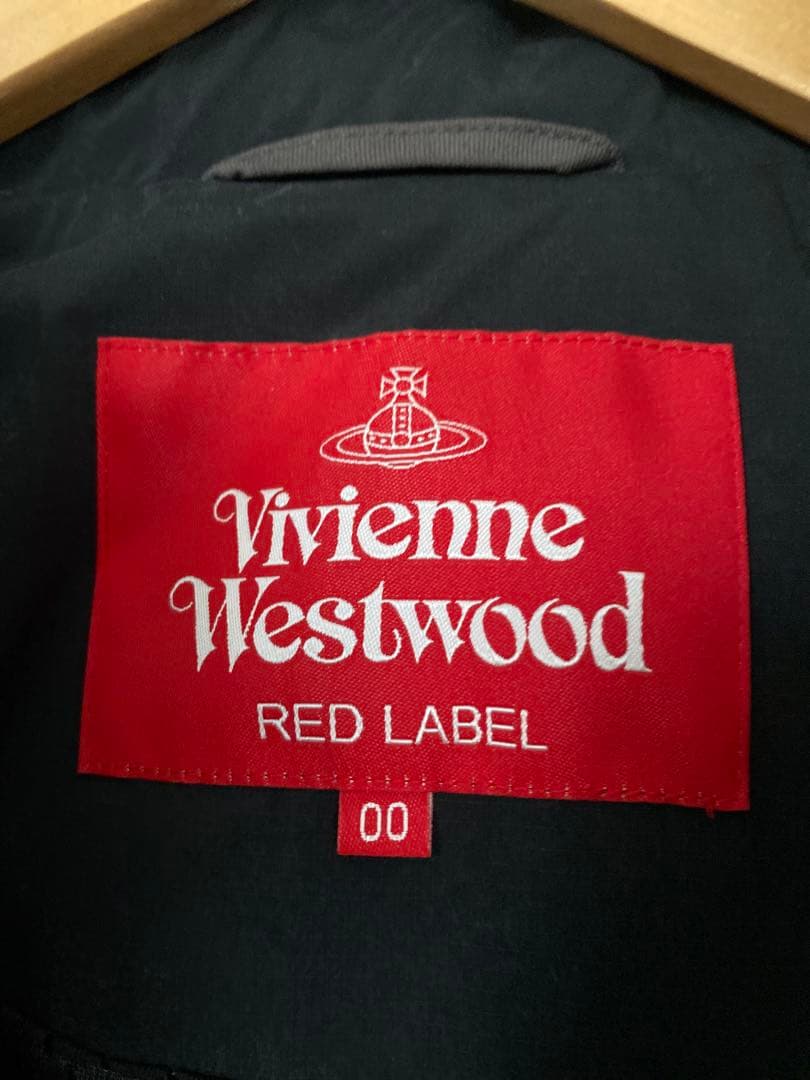 Vivienne
Westwood
RED LABEL
00